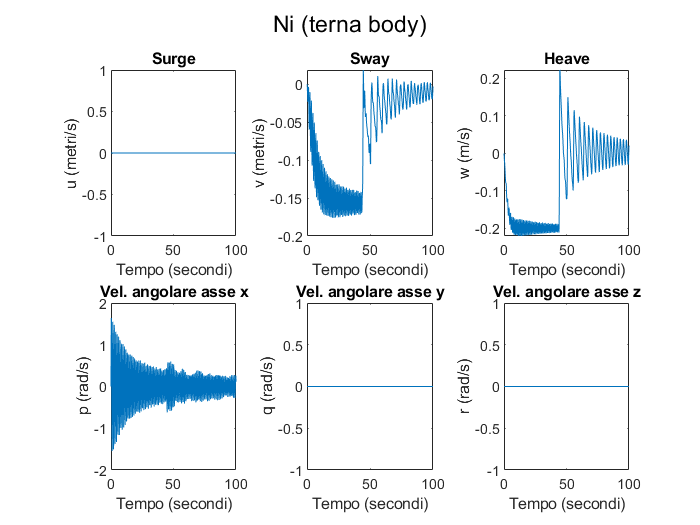 Ni (terna body)
Surge
Sway
Heave
u (metri/s)
1
0.5
0
-0.5
-1
0
50
100
Tempo (secondi)
v (metri/s)
0
-0.05
-0.1
-0.15
-0.2
0
50
100
Tempo (secondi)
w (m/s)
0.2
0.1
0
-0.1
-0.2
0
50
100
Tempo (secondi)
Vel. angolare asse x
Vel. angolare asse y
Vel. angolare asse z
p (rad/s)
2
1
0
-1
-2
0
50
100
Tempo (secondi)
q (rad/s)
1
0.5
0
-0.5
-1
0
50
100
Tempo (secondi)
r (rad/s)
1
0.5
0
-0.5
-1
0
50
100
Tempo (secondi)